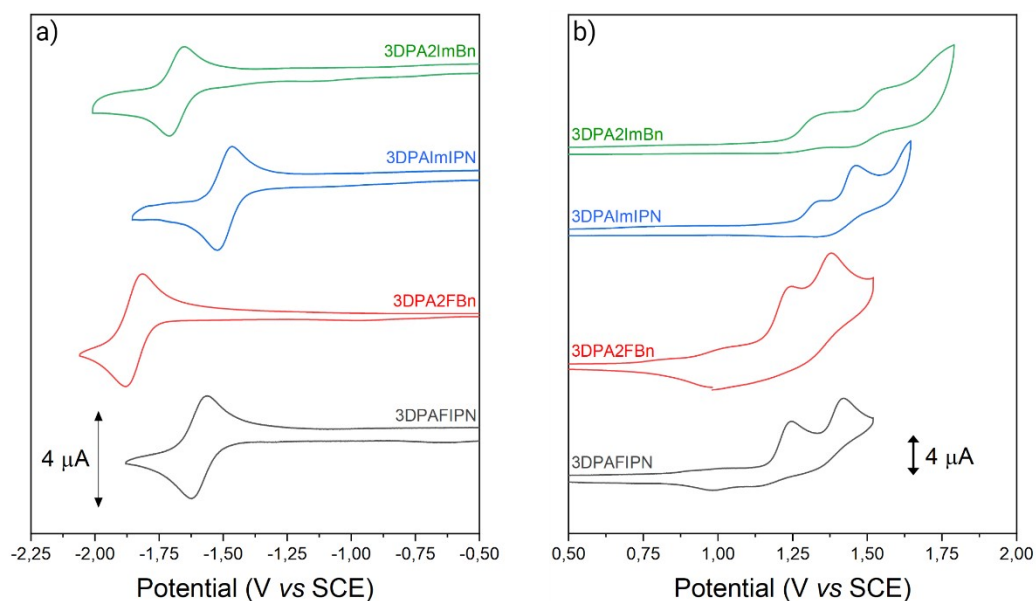 a)
3DPA2ImBn
3DPAImIPN
3DPA2FBn
3DPAFIPN
4 μA
-2,25 -2,00 -1,75 -1,50 -1,25 -1,00 -0,75 -0,50
Potential (V vs SCE)
b)
3DPA2ImBn
3DPAImIPN
3DPA2FBn
3DPAFIPN
4 μA
0,50 0,75 1,00 1,25 1,50 1,75 2,00
Potential (V vs SCE)